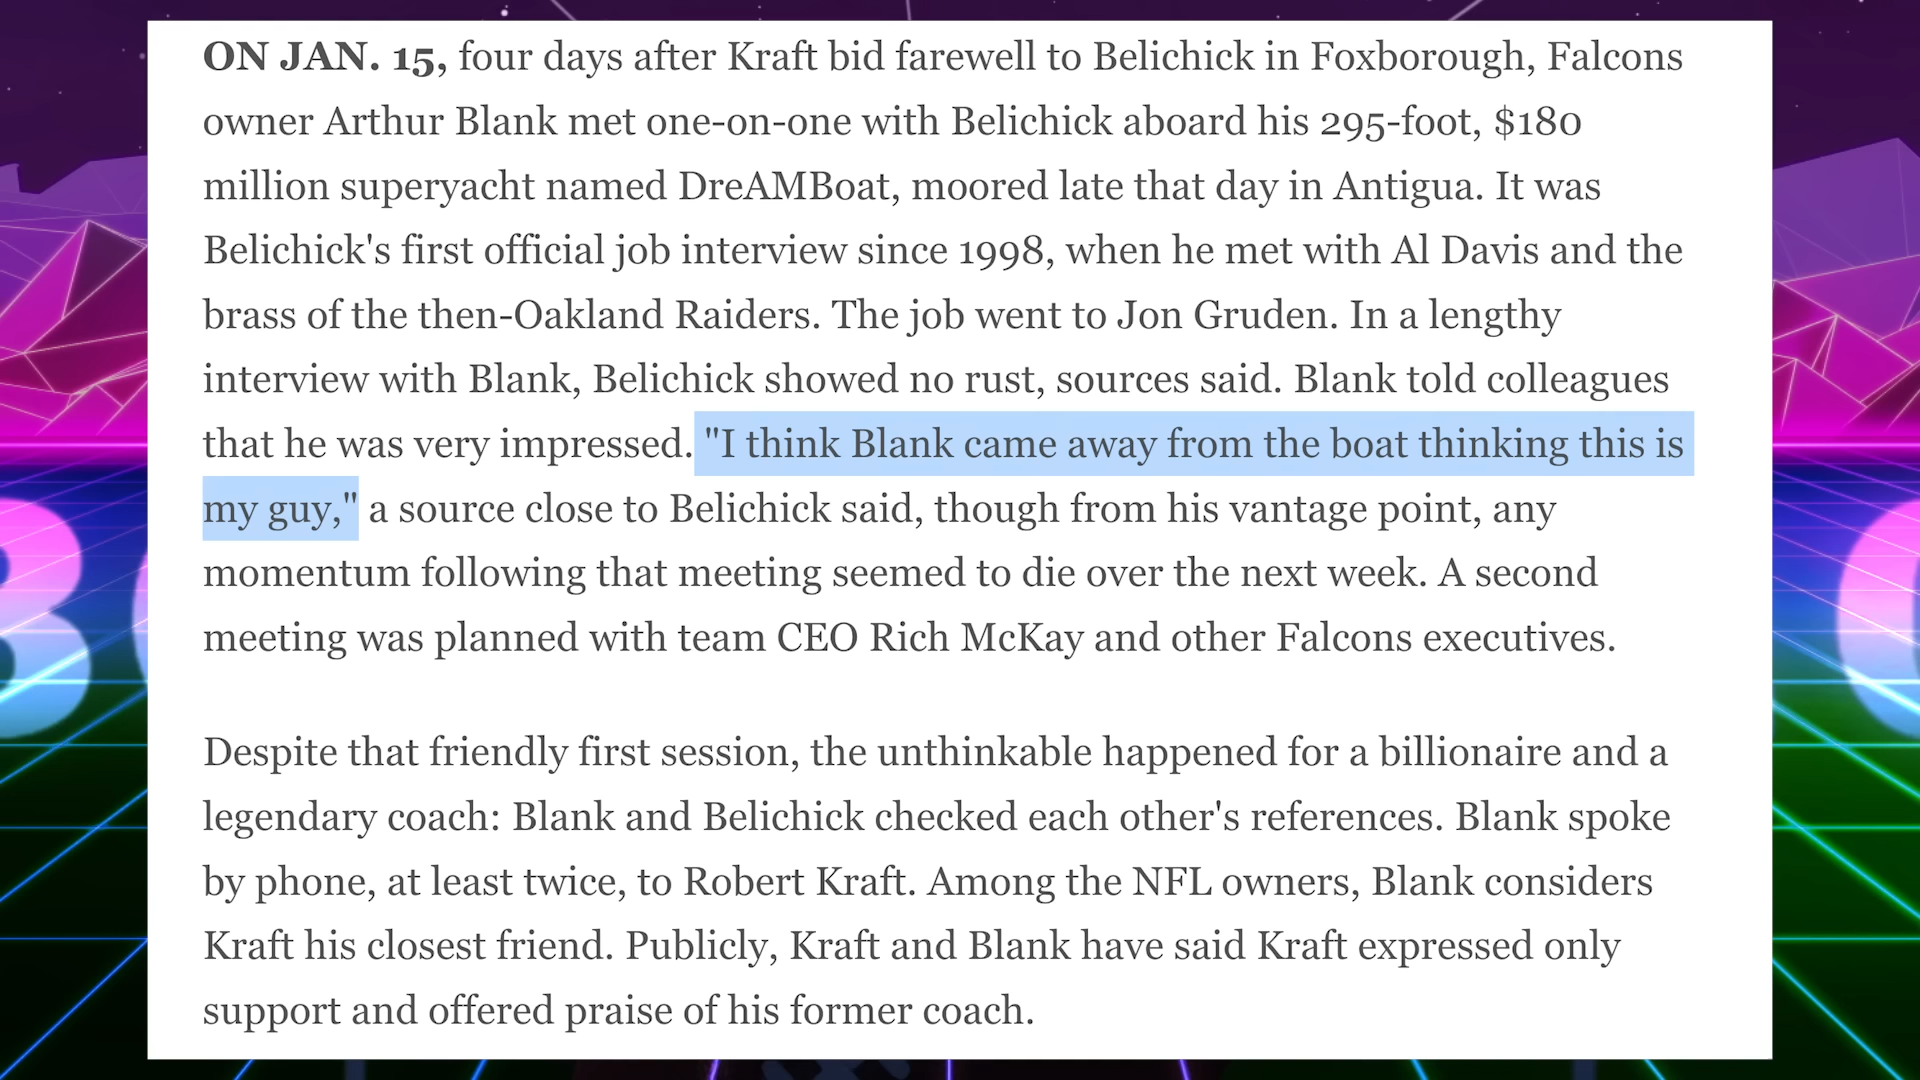 ON JAN. 15, four days after Kraft bid farewell to Belichick in Foxborough, Falcons
owner Arthur Blank met one-on-one with Belichick aboard his 295-foot, $180
million superyacht named DreAMBoat, moored late that day in Antigua. It was
Belichick's first official job interview since 1998, when he met with Al Davis and the
brass of the then-Oakland Raiders. The job went to Jon Gruden. In a lengthy
interview with Blank, Belichick showed no rust, sources said. Blank told colleagues
that he was very impressed. "I think Blank came away from the boat thinking this is
my guy," a source close to Belichick said, though from his vantage point, any
momentum following that meeting seemed to die over the next week. A second
meeting was planned with team CEO Rich McKay and other Falcons executives.
Despite that friendly first session, the unthinkable happened for a billionaire and a
legendary coach: Blank and Belichick checked each other's references. Blank spoke
by phone, at least twice, to Robert Kraft. Among the NFL owners, Blank considers
Kraft his closest friend. Publicly, Kraft and Blank have said Kraft expressed only
support and offered praise of his former coach.